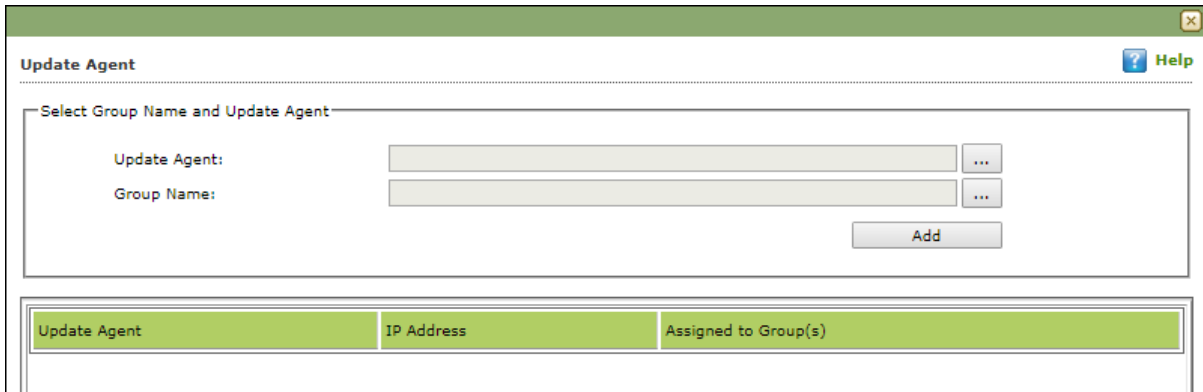 Update Agent
Help
Select Group Name and Update Agent
Update Agent:
...
Group Name:
...
Add
Update Agent IP Address Assigned to Group(s)